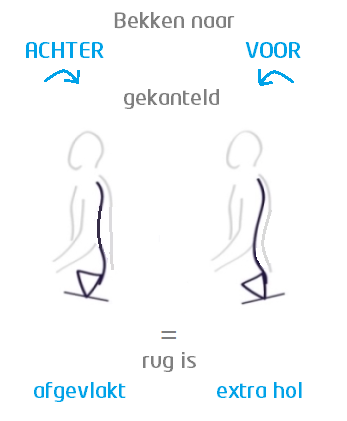 Bekken naar
ACHTER VOOR
gekanteld
=
rug is
afgevlakt extra hol